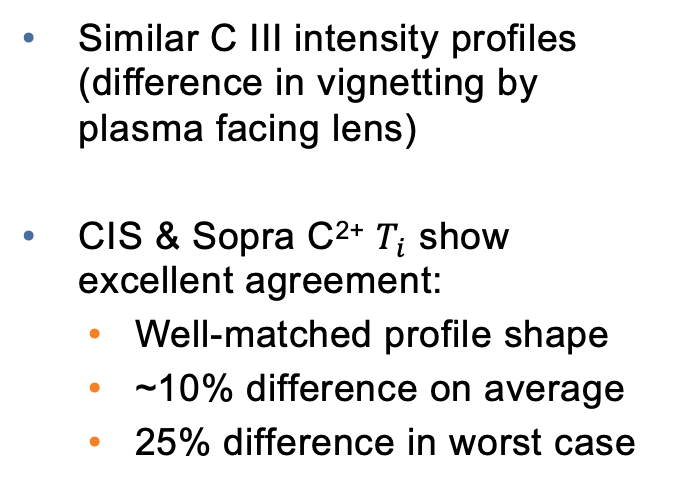 • Similar C III intensity profiles
(difference in vignetting by
plasma facing lens)
• CIS & Sopra C²⁺ Tᵢ show
excellent agreement:
• Well-matched profile shape
• ~10% difference on average
• 25% difference in worst case